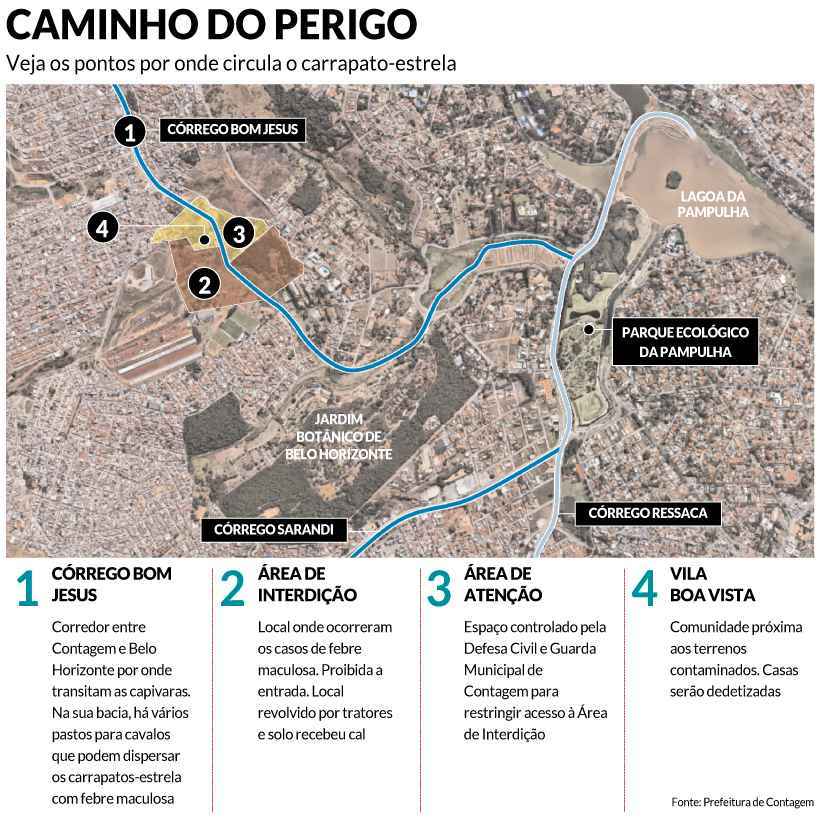 CAMINHO DO PERIGO
Veja os pontos por onde circula o carrapato-estrela
1
CÓRREGO BOM JESUS
4
3
2
LAGOA DA
PAMPULHA
PARQUE ECOLÓGICO
DA PAMPULHA
JARDIM
BOTÂNICO DE
BELO HORIZONTE
CÓRREGO SARANDI
CÓRREGO RESSACA
1
CÓRREGO BOM
JESUS
Corredor entre
Contagem e Belo
Horizonte por onde
transitam as capivaras.
Na sua bacia, há vários
pastos para cavalos
que podem dispersar
os carrapatos-estrela
com febre maculosa
2
ÁREA DE
INTERDIÇÃO
Local onde ocorreram
os casos de febre
maculosa. Proibida a
entrada. Local
revolvido por tratores
e solo recebeu cal
3
ÁREA DE
ATENÇÃO
Espaço controlado pela
Defesa Civil e Guarda
Municipal de
Contagem para
restringir acesso à Área
de Interdição
4
VILA
BOA VISTA
Comunidade próxima
aos terrenos
contaminados. Casas
serão dedetizadas
Fonte: Prefeitura de Contagem